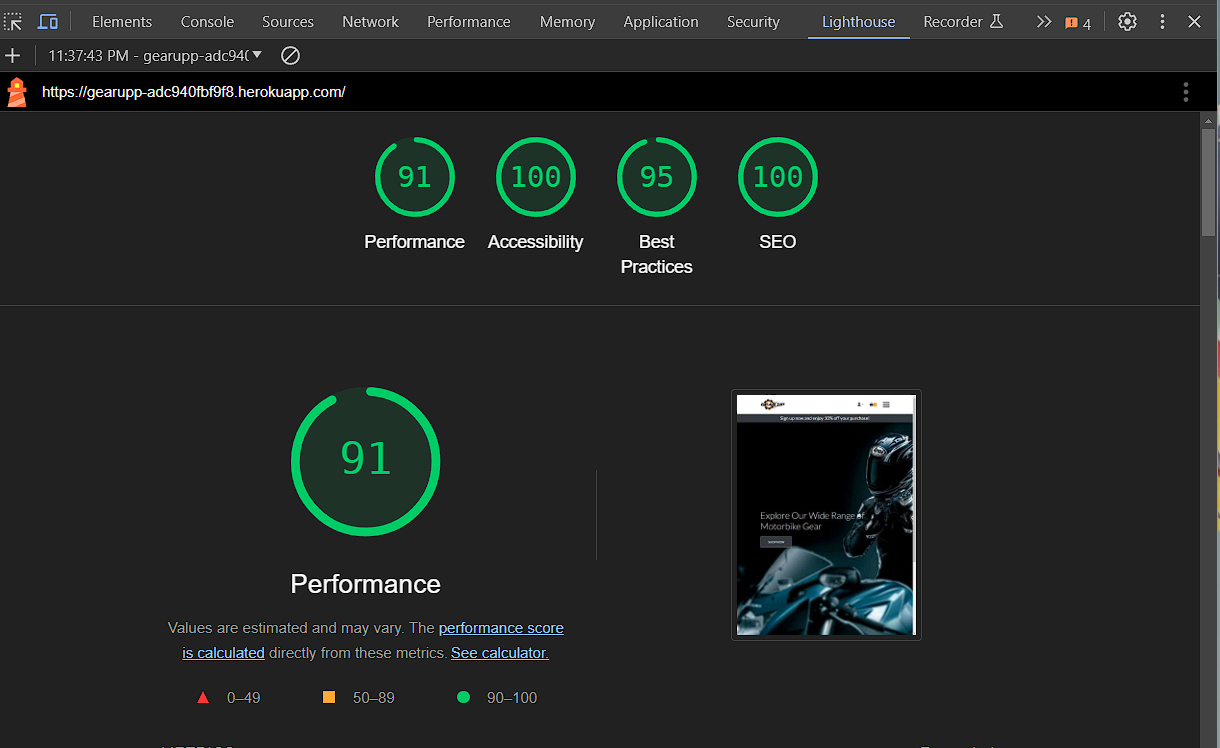 Elements Console Sources Network Performance Memory Application Security Lighthouse Recorder 4
11:37:43 PM - gearupp-adc940
https://gearupp-adc940fbf9f8.herokuapp.com/
91 100 95 100
Performance Accessibility Best Practices SEO
91
Performance
Values are estimated and may vary. The performance score
is calculated directly from these metrics. See calculator.
0–49 50–89 90–100
Sign up now and enjoy 10% off your purchase!
Explore Our Wide Range of
Motorbike Gear